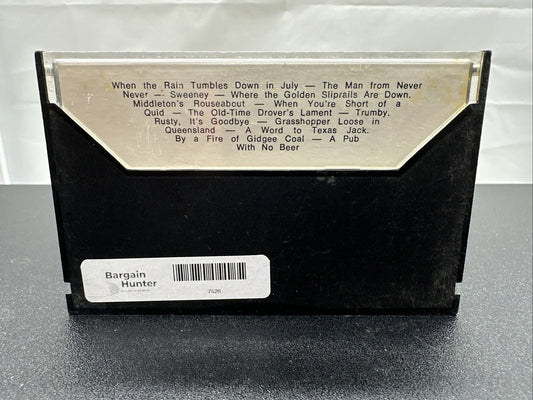 When the Rain Tumbles Down in July — The Man from Never
Never — Sweeney — Where the Golden Sliprails Are Down.
Middleton's Rouseabout — When You're Short of a
Quid — The Old-Time Drover's Lament — Trumby.
Rusty, It's Goodbye — Grasshopper Loose in
Queensland — A Word to Texas Jack.
By a Fire of Gidgee Coal — A Pub
With No Beer
Bargain
Hunter
7526